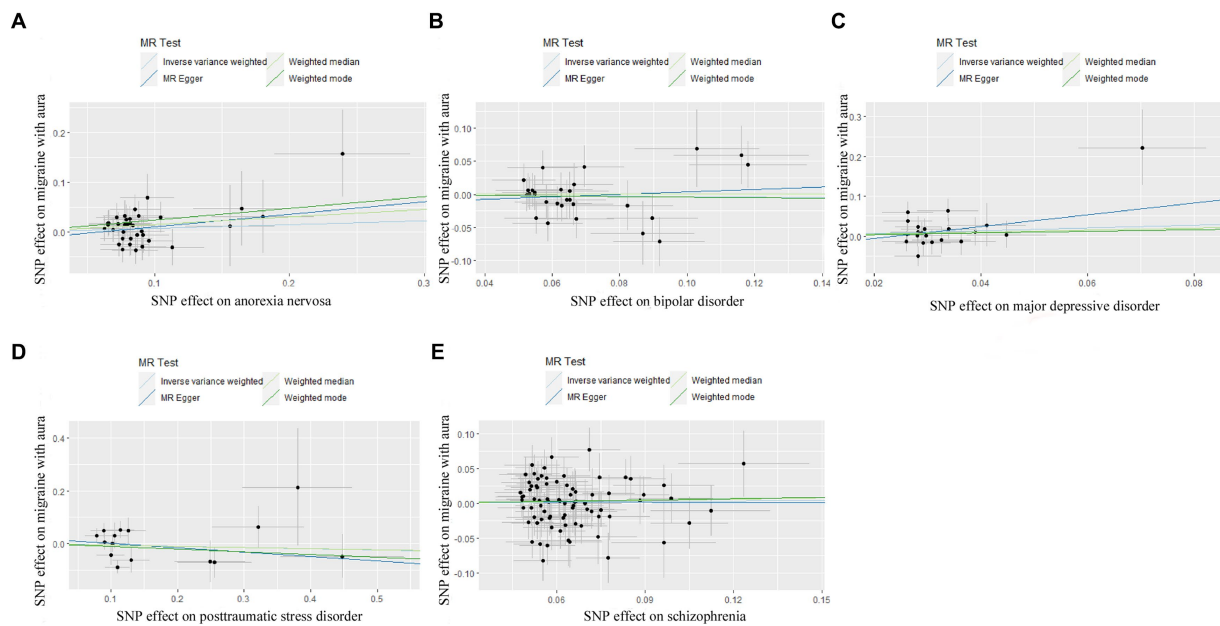 A
MR Test
Inverse variance weighted
Weighted median
MR Egger
Weighted mode
SNP effect on migraine with aura
0.2
0.1
0.0
0.1
0.2
0.3
SNP effect on anorexia nervosa
B
MR Test
Inverse variance weighted
Weighted median
MR Egger
Weighted mode
SNP effect on migraine with aura
0.10
0.05
0.00
-0.05
-0.10
0.04
0.06
0.08
0.10
0.12
0.14
SNP effect on bipolar disorder
C
MR Test
Inverse variance weighted
Weighted median
MR Egger
Weighted mode
SNP effect on migraine with aura
0.3
0.2
0.1
0.0
0.02
0.04
0.06
0.08
SNP effect on major depressive disorder
D
MR Test
Inverse variance weighted
Weighted median
MR Egger
Weighted mode
SNP effect on migraine with aura
0.4
0.2
0.0
0.1
0.2
0.3
0.4
0.5
SNP effect on posttraumatic stress disorder
E
MR Test
Inverse variance weighted
Weighted median
MR Egger
Weighted mode
SNP effect on migraine with aura
0.10
0.05
0.00
-0.05
-0.10
0.06
0.09
0.12
0.15
SNP effect on schizophrenia